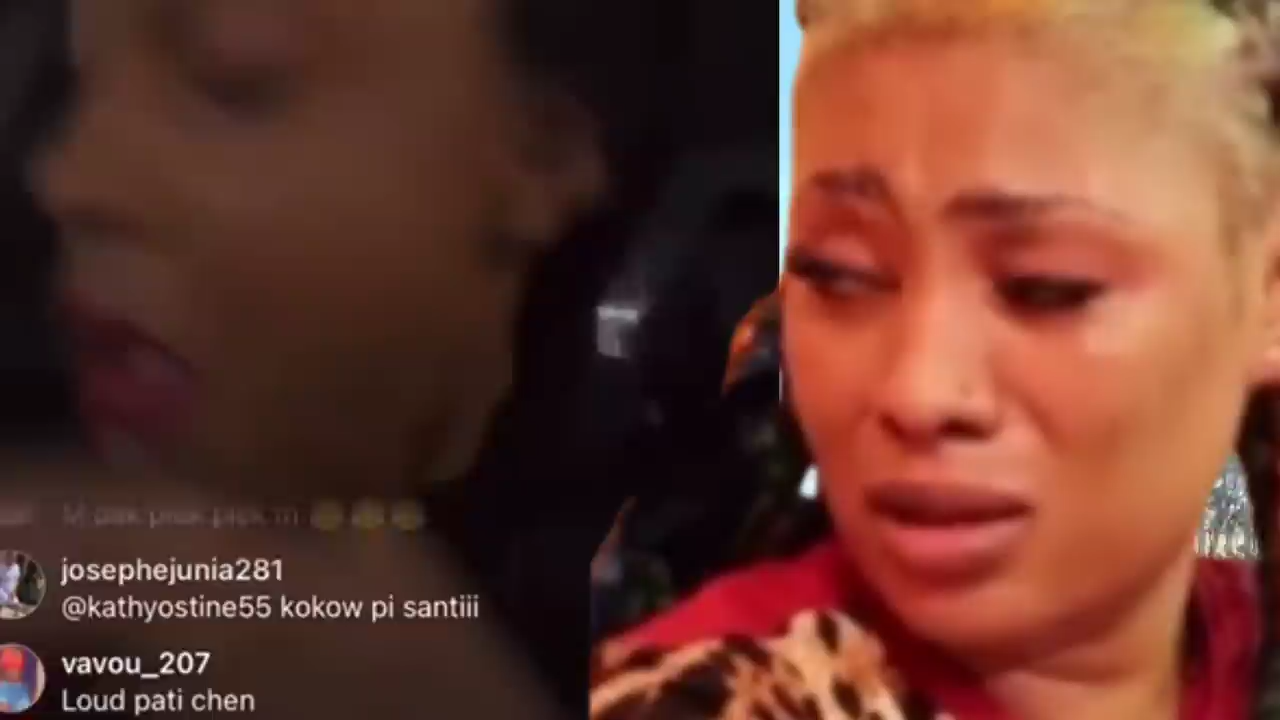 josephejunia281
@kathyostine55 kokow pi santiii
vavou_207
Loud pati chen